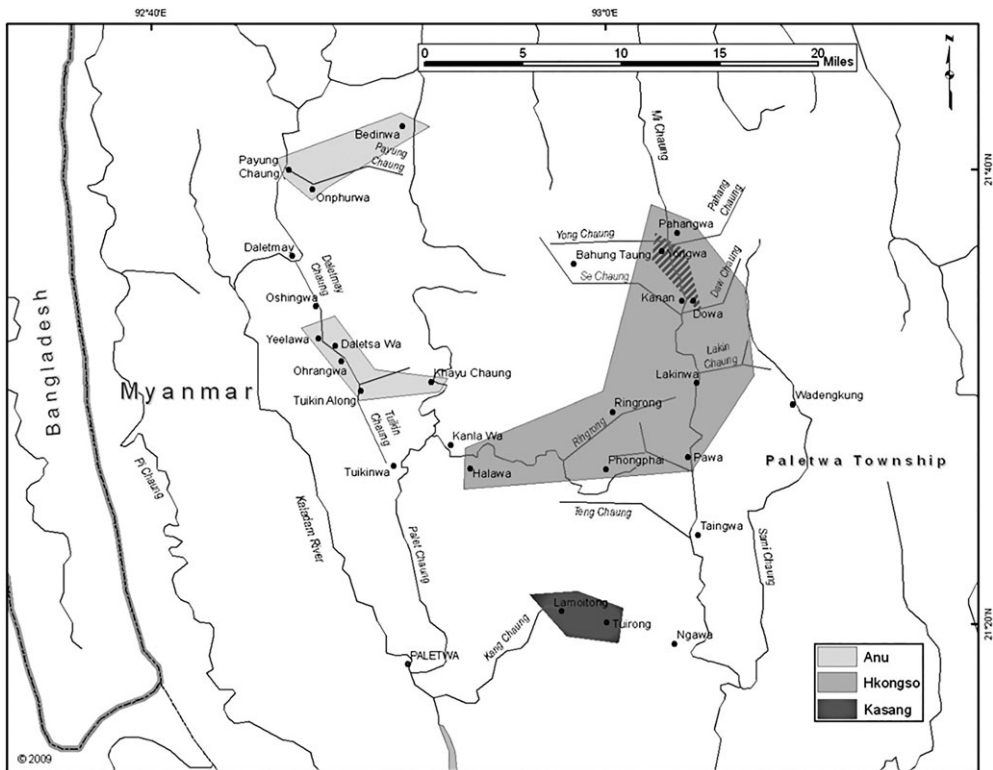 92°40'E
93°0'E
0 5 10 15 20 Miles
Z
Bedinwa
Payung
Chaung
Payung
Chaung
Onphurwa
Mi Chaung
21°40'N
Pahang
Chaung
Pahangwa
Yong Chaung
Bahung Taung
Yongwa
Se Chaung
Daw Chaung
Kanan
Dowa
Daletmay
Daletmay
Chaung
Oshingwa
Yeelawa
Daletsa Wa
Ohrangwa
Khayu Chaung
Tuikin Along
Tuikin
Chaung
Lakin
Chaung
Lakinwa
Wadengkung
Bangladesh
Myanmar
Ringrong
Ringrong
Kanla Wa
Tuikinwa
Halawa
Phongphai
Pawa
Paletwa Township
Pi Chaung
Kaladam River
Palet Chaung
Teng Chaung
Taingwa
Sami Chaung
Lamoitong
Tuirong
Kang Chaung
Ngawa
21°20'N
PALETWA
Anu
Hkongso
Kasang
© 2009